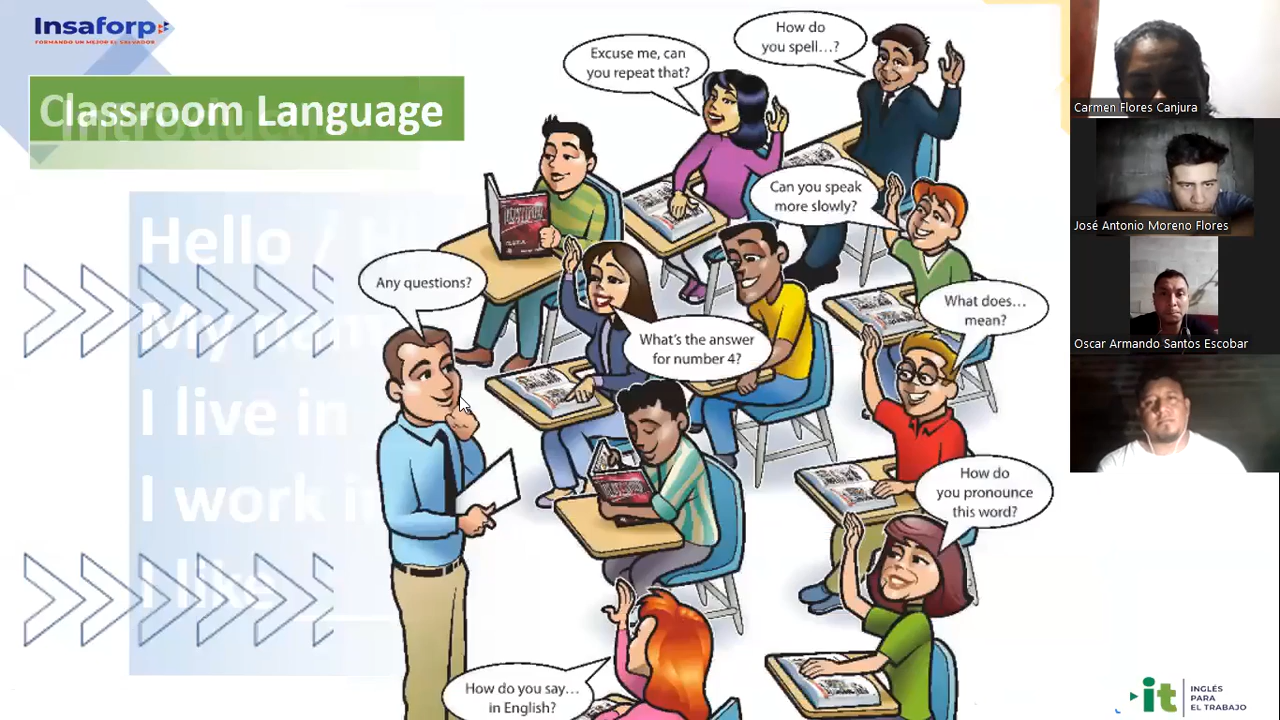 Insaforp
FORMANDO UN MEJOR EL SALVADOR
Classroom Language
Hello /
I live in
I work
I like
Excuse me, can
you repeat that?
How do
you spell…?
Can you speak
more slowly?
Any questions?
What's the answer
for number 4?
What does…
mean?
How do
you pronounce
this word?
How do you say…
in English?
Carmen Flores Canjura
José Antonio Moreno Flores
Oscar Armando Santos Escobar
it
INGLÉS
PARA
EL TRABAJO